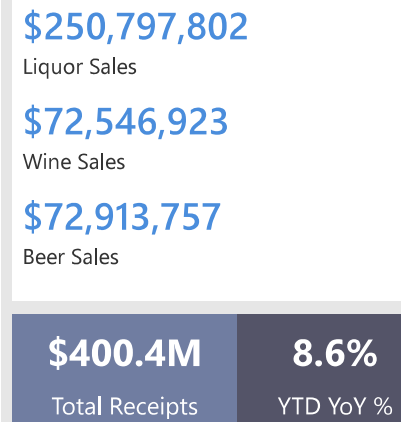 $250,797,802
Liquor Sales
$72,546,923
Wine Sales
$72,913,757
Beer Sales
$400.4M 8.6%
Total Receipts YTD YoY %